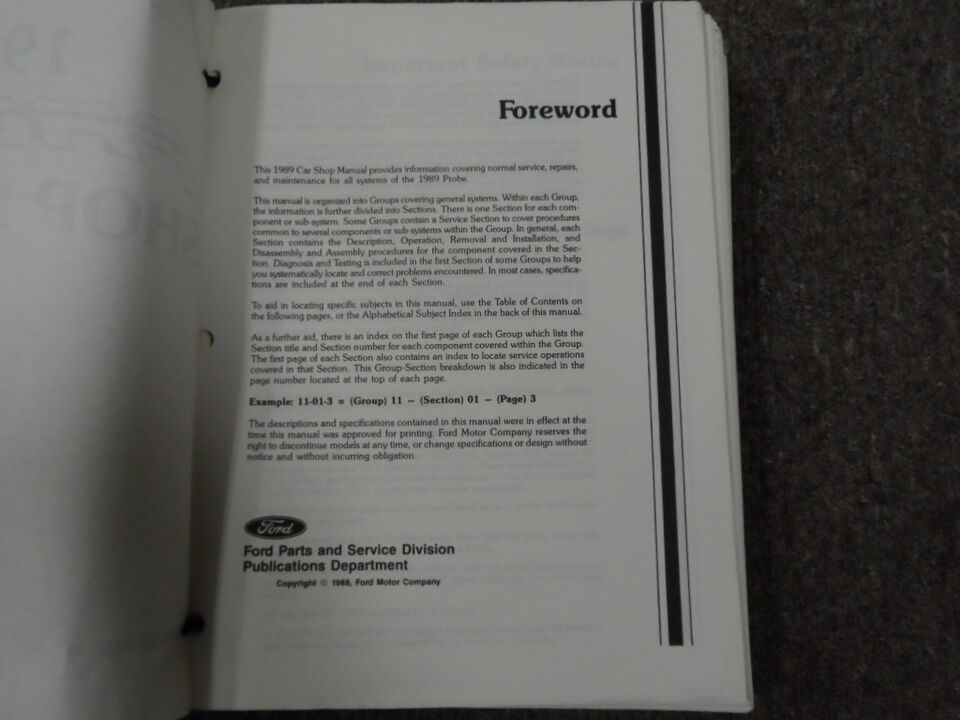 Foreword
This 1989 Car Shop Manual provides information covering normal service, repairs,
and maintenance for all systems of the 1989 Probe.
This manual is organized into Groups covering general systems. Within each Group,
the information is further divided into Sections. There is one Section for each com-
ponent or sub-system. Some Groups contain a Service Section to cover procedures
common to several components or sub-systems within the Group. In general, each
Section contains the Description, Operation, Removal and Installation, and
Disassembly and Assembly procedures for the component covered in the Sec-
tion. Diagnosis and Testing is included in the first Section of some Groups to help
you systematically locate and correct problems encountered. In most cases, specifica-
tions are included at the end of each Section.
To aid in locating specific subjects in this manual, use the Table of Contents on
the following pages, or the Alphabetical Subject Index in the back of this manual.
As a further aid, there is an index on the first page of each Group which lists the
Section title and Section number for each component covered within the Group.
The first page of each Section also contains an index to locate service operations
covered in that Section. This Group-Section breakdown is also indicated in the
page number located at the top of each page.
Example: 11-01-3 = (Group) 11 — (Section) 01 — (Page) 3
The descriptions and specifications contained in this manual were in effect at the
time this manual was approved for printing. Ford Motor Company reserves the
right to discontinue models at any time, or change specifications or design without
notice and without incurring obligation.
Ford
Ford Parts and Service Division
Publications Department
Copyright © 1988, Ford Motor Company